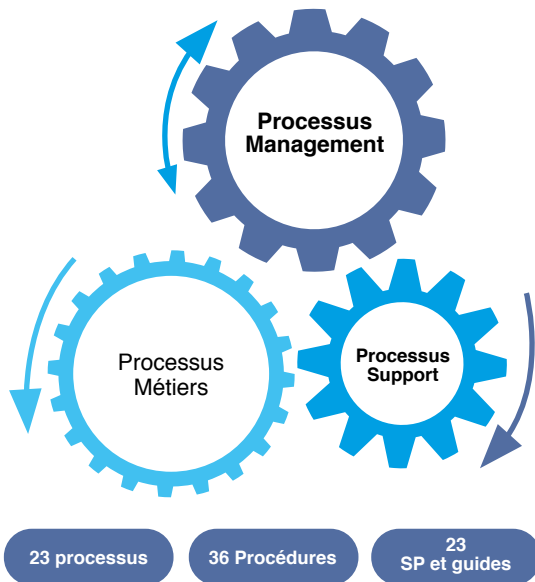 Processus
Management
Processus
Métiers
Processus
Support
23 processus
36 Procédures
23
SP et guides